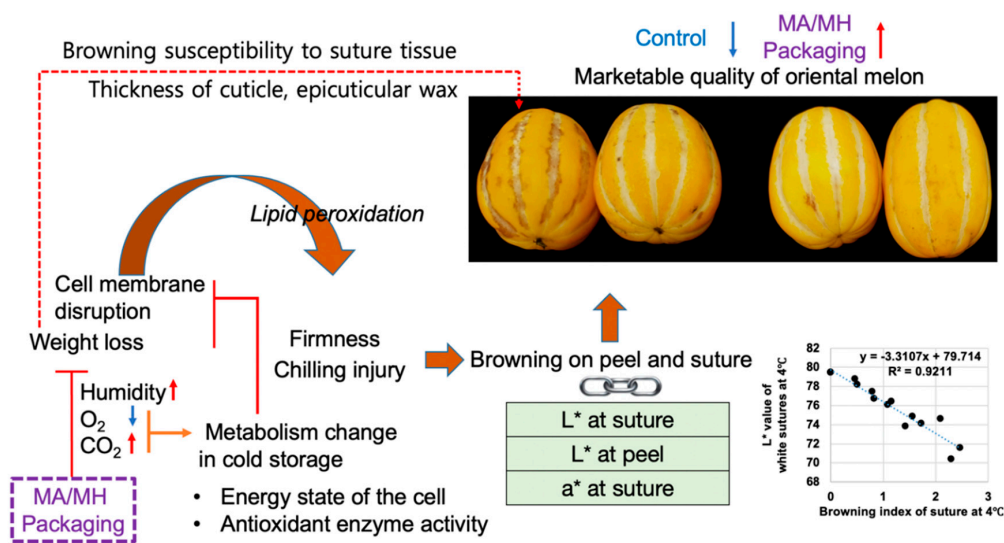 Browning susceptibility to suture tissue
Thickness of cuticle, epicuticular wax
Control
MA/MH
Packaging
Marketable quality of oriental melon
Lipid peroxidation
Cell membrane
disruption
Weight loss
Humidity
O₂
CO₂
MA/MH
Packaging
Metabolism change
in cold storage
• Energy state of the cell
• Antioxidant enzyme activity
Firmness
Chilling injury
Browning on peel and suture
L* at suture
L* at peel
a* at suture
y = -3.3107x + 79.714
R² = 0.9211
L* value of
white sutures at 4℃
82
80
78
76
74
72
70
68
0
1
2
3
Browning index of suture at 4℃